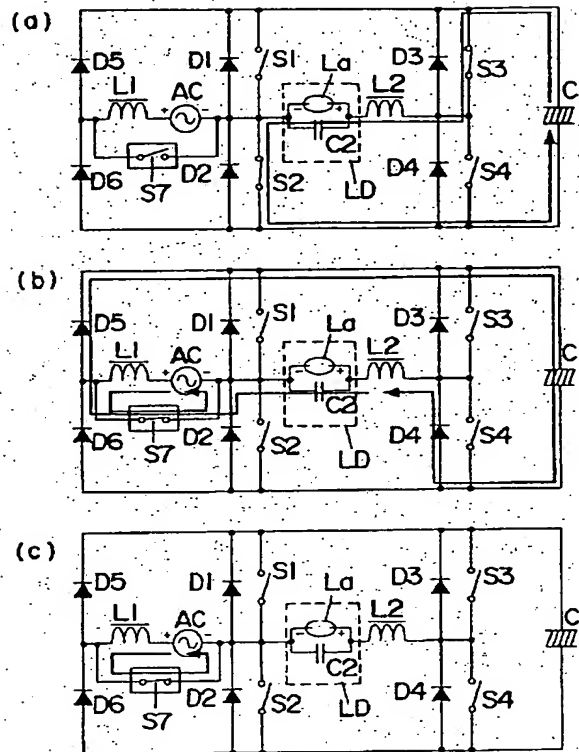 (a)
D5 D1 S1 La D3 S3
L1 AC L2 C
+ - - +
C2
D6 S7 D2 S2 LD D4 S4
(b)
D5 D1 S1 La D3 S3
L1 AC L2 C
+ - - +
C2
D6 S7 D2 S2 LD D4 S4
(c)
D5 D1 S1 La D3 S3
L1 AC L2 C
+ - - +
C2
D6 S7 D2 S2 LD D4 S4